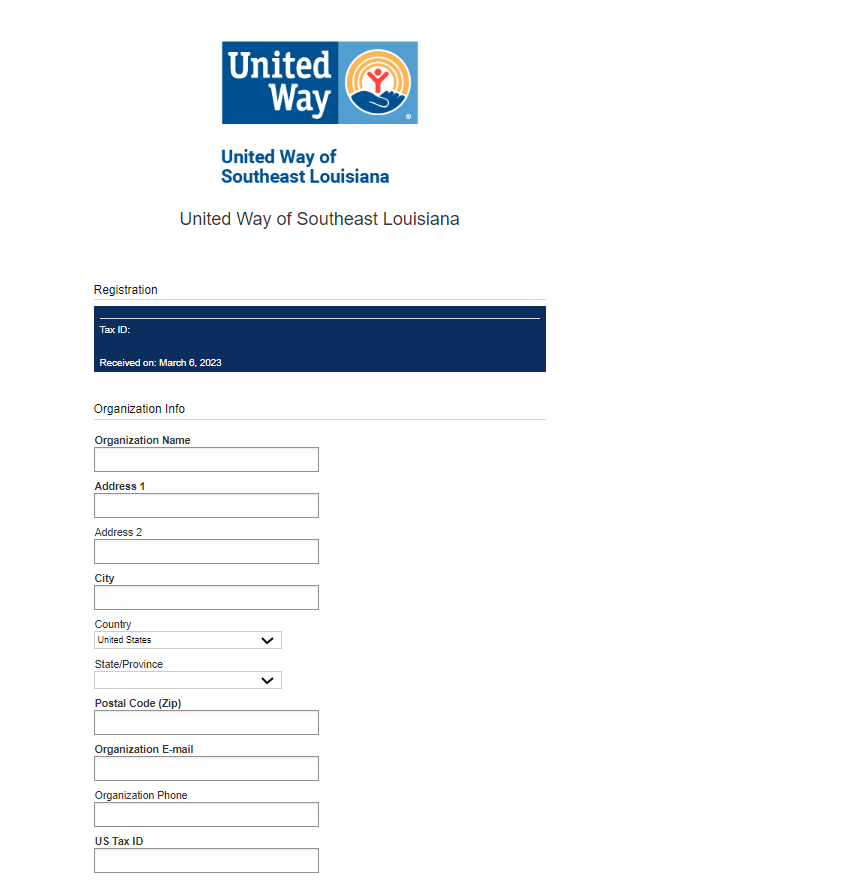 United
Way
®
United Way of
Southeast Louisiana
United Way of Southeast Louisiana
Registration
Tax ID:
Received on: March 6, 2023
Organization Info
Organization Name
Address 1
Address 2
City
Country
United States
State/Province
Postal Code (Zip)
Organization E-mail
Organization Phone
US Tax ID